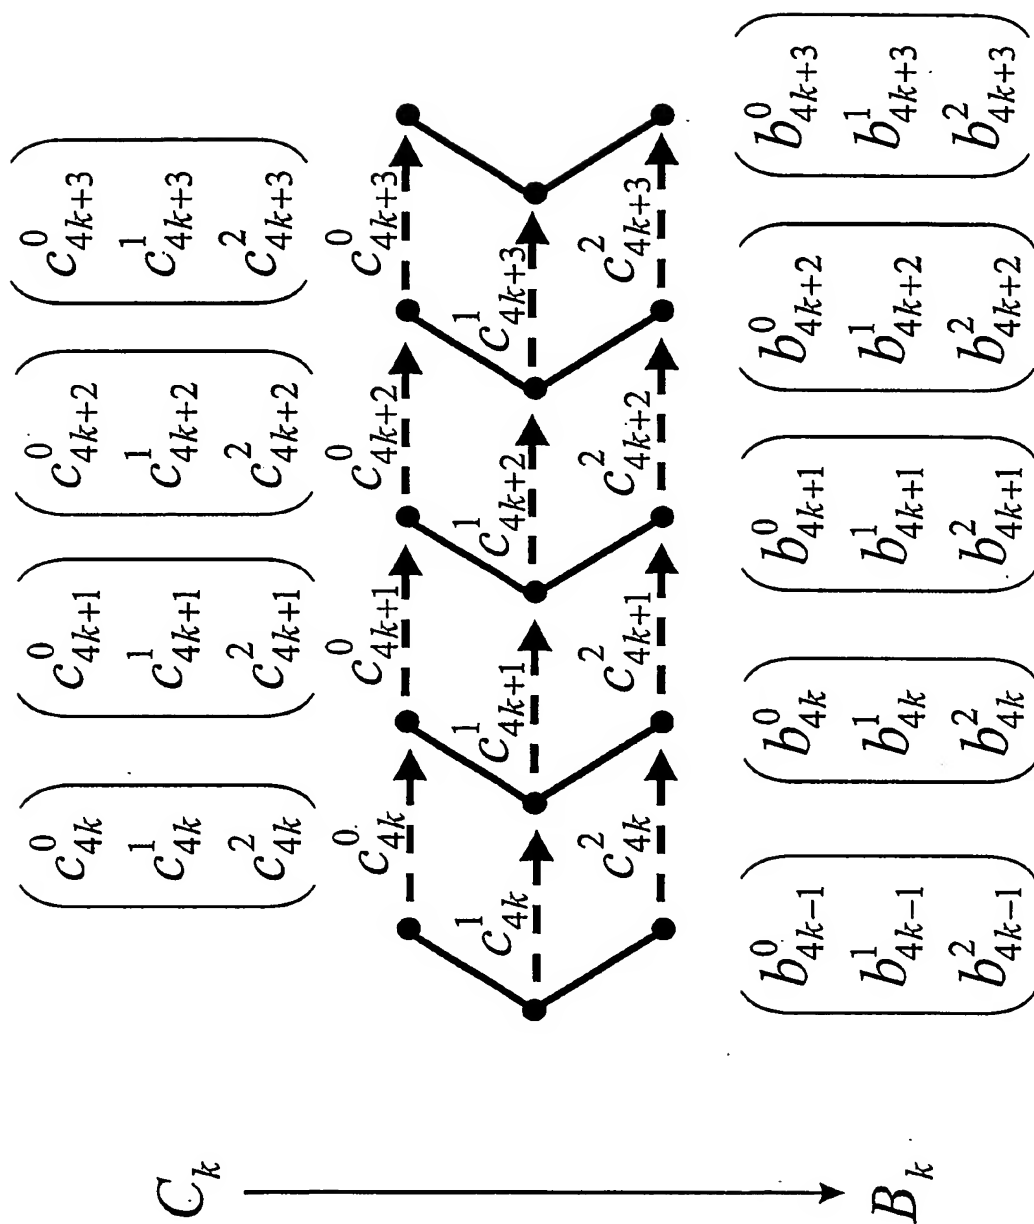 C_k
B_k
(c^0_{4k} c^1_{4k} c^2_{4k})
(c^0_{4k+1} c^1_{4k+1} c^2_{4k+1})
(c^0_{4k+2} c^1_{4k+2} c^2_{4k+2})
(c^0_{4k+3} c^1_{4k+3} c^2_{4k+3})
c^0_{4k} c^0_{4k+1} c^0_{4k+2} c^0_{4k+3}
c^1_{4k} c^1_{4k+1} c^1_{4k+2} c^1_{4k+3}
c^2_{4k} c^2_{4k+1} c^2_{4k+2} c^2_{4k+3}
(b^0_{4k-1} b^1_{4k-1} b^2_{4k-1})
(b^0_{4k} b^1_{4k} b^2_{4k})
(b^0_{4k+1} b^1_{4k+1} b^2_{4k+1})
(b^0_{4k+2} b^1_{4k+2} b^2_{4k+2})
(b^0_{4k+3} b^1_{4k+3} b^2_{4k+3})